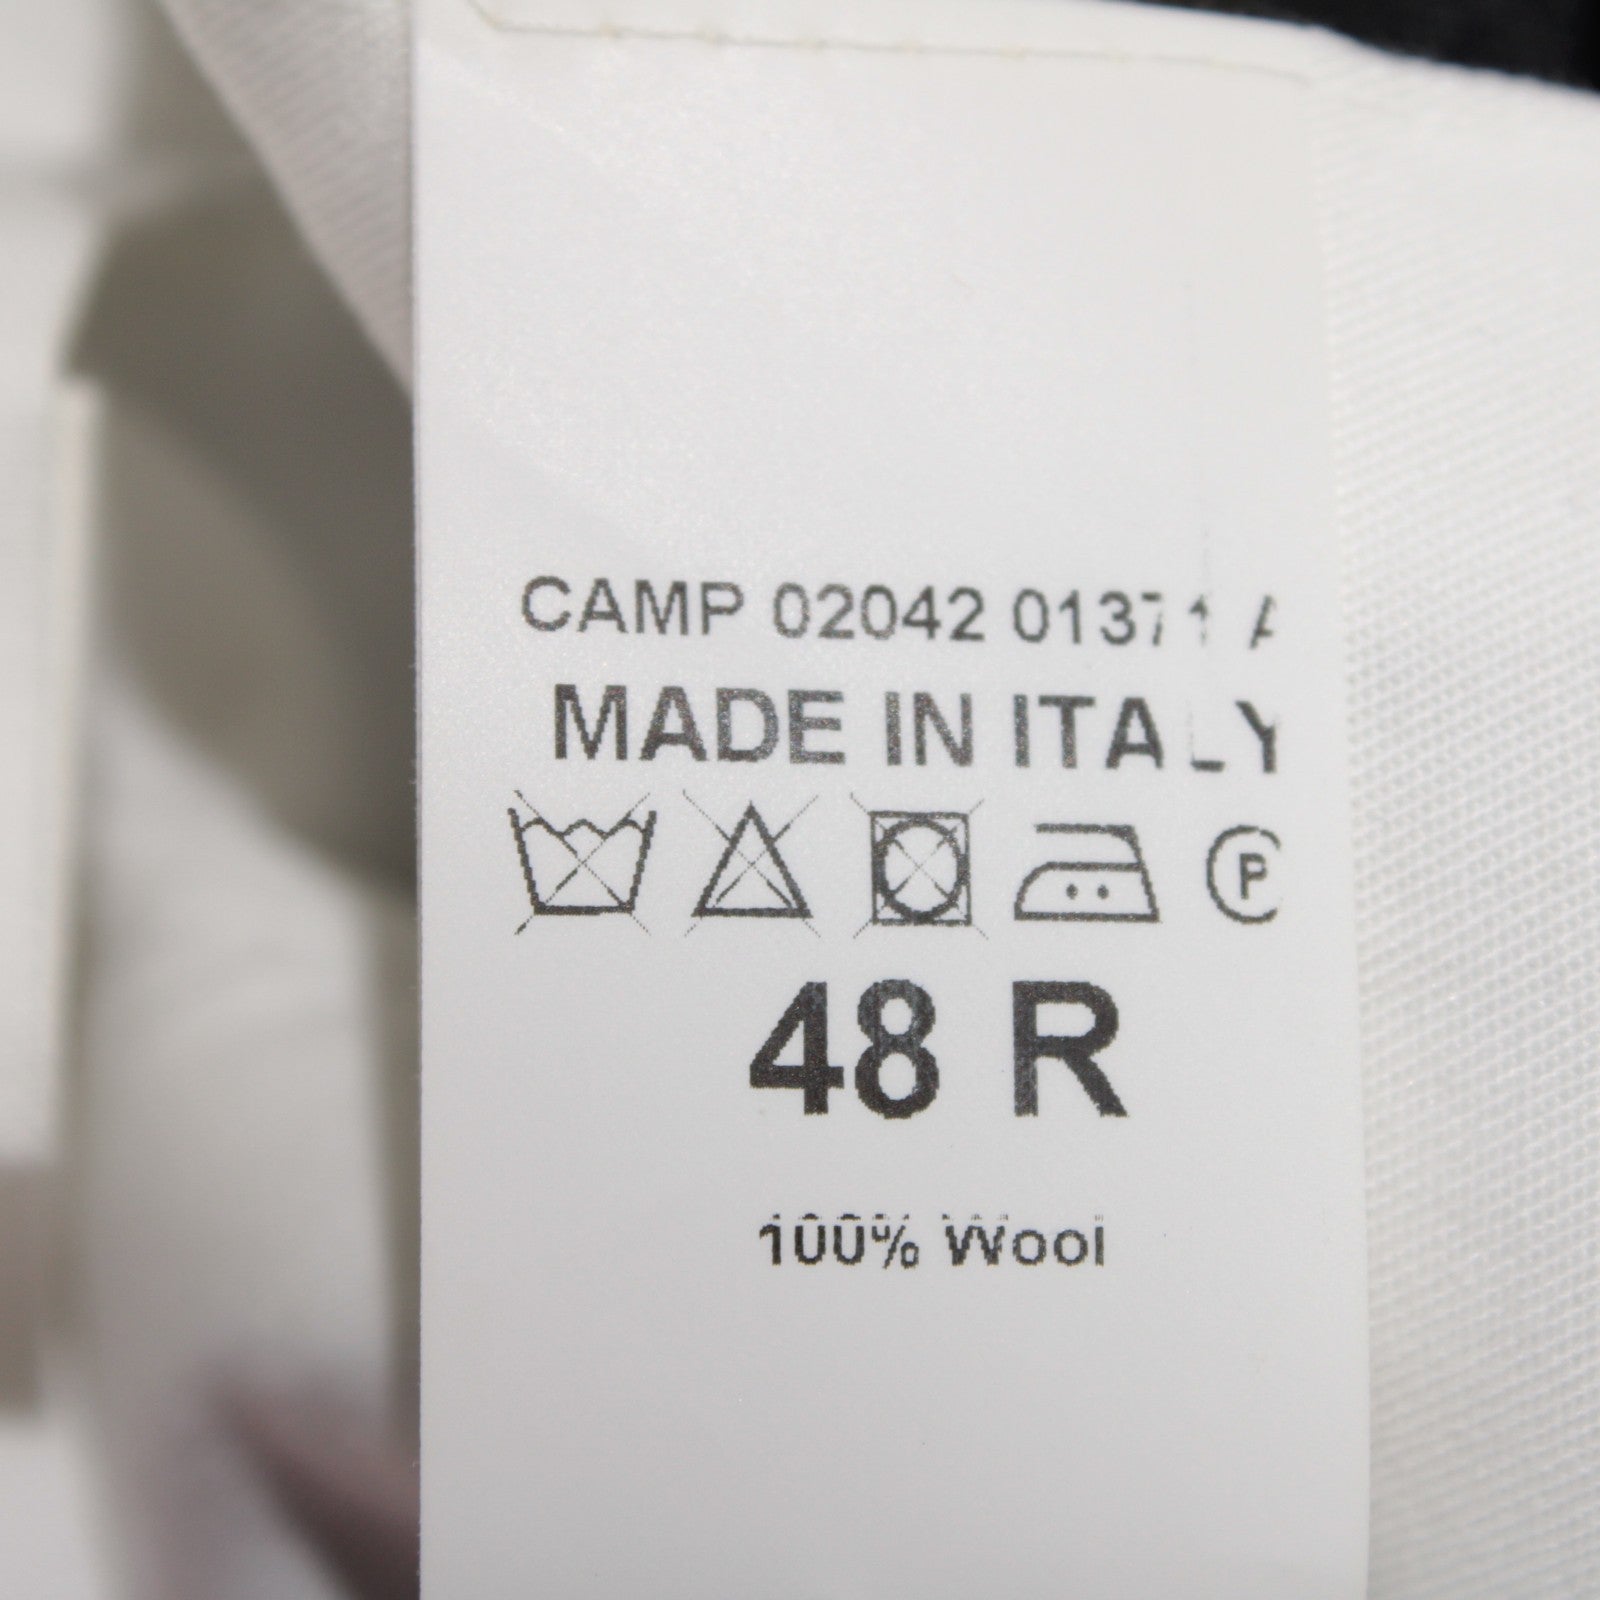 CAMP 02042 01371 A
MADE IN ITALY
P
48 R
100% Wool